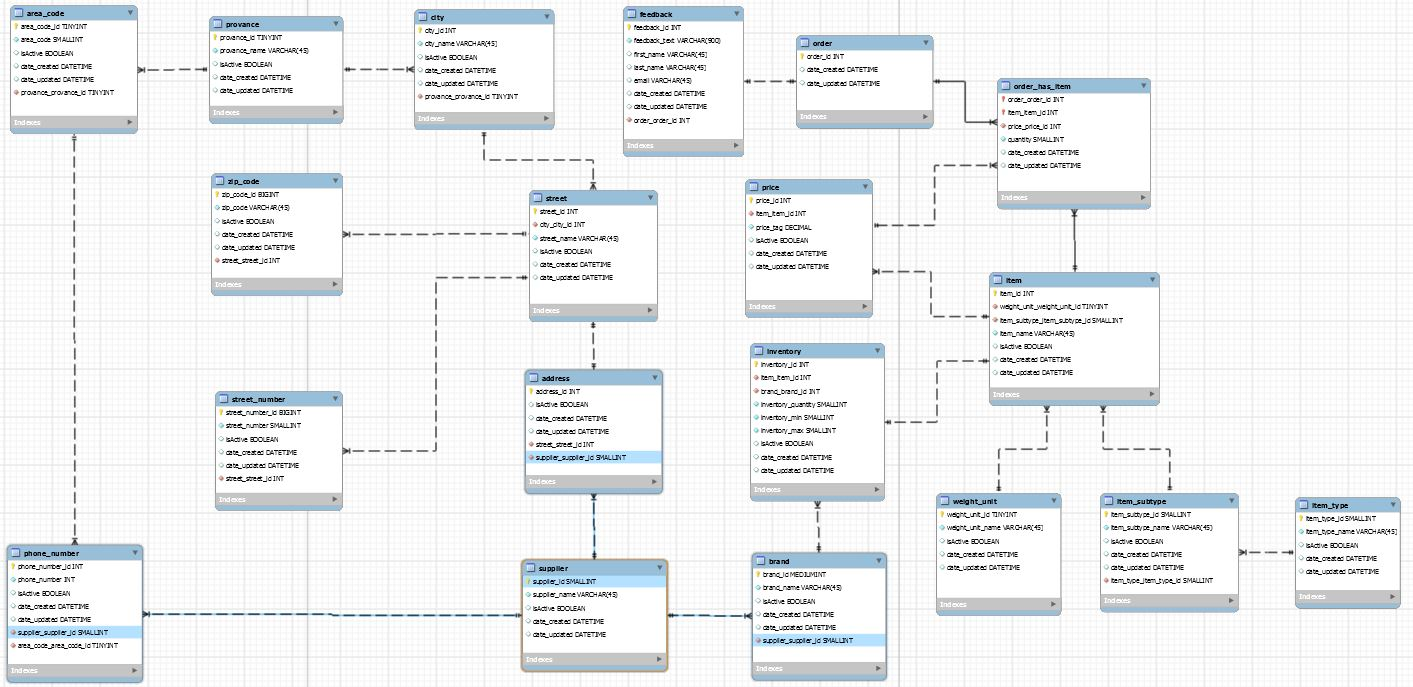 area_code
area_code_id TINYINT
area_code SMALLINT
isActive BOOLEAN
date_created DATETIME
date_updated DATETIME
provance_provance_id TINYINT
Indexes
provance
provance_id TINYINT
provance_name VARCHAR(45)
isActive BOOLEAN
date_created DATETIME
date_updated DATETIME
Indexes
city
city_id INT
city_name VARCHAR(45)
isActive BOOLEAN
date_created DATETIME
date_updated DATETIME
provance_provance_id TINYINT
Indexes
feedback
feedback_id INT
feedback_text VARCHAR(900)
first_name VARCHAR(45)
last_name VARCHAR(45)
email VARCHAR(45)
date_created DATETIME
date_updated DATETIME
order_order_id INT
Indexes
order
order_id INT
date_created DATETIME
date_updated DATETIME
Indexes
order_has_item
order_order_id INT
item_item_id INT
price_price_id INT
quantity SMALLINT
date_created DATETIME
date_updated DATETIME
Indexes
zip_code
zip_code_id BIGINT
zip_code VARCHAR(45)
isActive BOOLEAN
date_created DATETIME
date_updated DATETIME
street_street_id INT
Indexes
street
street_id INT
city_city_id INT
street_name VARCHAR(45)
isActive BOOLEAN
date_created DATETIME
date_updated DATETIME
Indexes
price
price_id INT
item_item_id INT
price_tag DECIMAL
isActive BOOLEAN
date_created DATETIME
date_updated DATETIME
Indexes
item
item_id INT
weight_unit_weight_unit_id TINYINT
item_subtype_item_subtype_id SMALLINT
item_name VARCHAR(45)
isActive BOOLEAN
date_created DATETIME
date_updated DATETIME
Indexes
street_number
street_number_id BIGINT
street_number SMALLINT
isActive BOOLEAN
date_created DATETIME
date_updated DATETIME
street_street_id INT
Indexes
address
address_id INT
isActive BOOLEAN
date_created DATETIME
date_updated DATETIME
street_street_id INT
supplier_supplier_id SMALLINT
Indexes
inventory
inventory_id INT
item_item_id INT
brand_brand_id INT
inventory_quantity SMALLINT
inventory_min SMALLINT
inventory_max SMALLINT
isActive BOOLEAN
date_created DATETIME
date_updated DATETIME
Indexes
weight_unit
weight_unit_id TINYINT
weight_unit_name VARCHAR(45)
isActive BOOLEAN
date_created DATETIME
date_updated DATETIME
Indexes
item_subtype
item_subtype_id SMALLINT
item_subtype_name VARCHAR(45)
isActive BOOLEAN
date_created DATETIME
date_updated DATETIME
item_type_item_type_id SMALLINT
Indexes
item_type
item_type_id SMALLINT
item_type_name VARCHAR(45)
isActive BOOLEAN
date_created DATETIME
date_updated DATETIME
Indexes
phone_number
phone_number_id INT
phone_number INT
isActive BOOLEAN
date_created DATETIME
date_updated DATETIME
supplier_supplier_id SMALLINT
area_code_area_code_id TINYINT
Indexes
supplier
supplier_id SMALLINT
supplier_name VARCHAR(45)
isActive BOOLEAN
date_created DATETIME
date_updated DATETIME
Indexes
brand
brand_id MEDIUMINT
brand_name VARCHAR(45)
isActive BOOLEAN
date_created DATETIME
date_updated DATETIME
supplier_supplier_id SMALLINT
Indexes